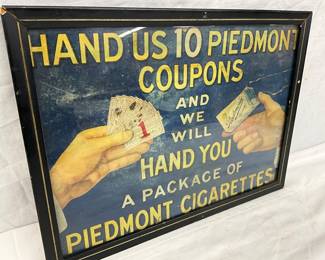 HAND US 10 PIEDMONT
COUPONS
AND
WE
WILL
HAND YOU
A PACKAGE OF
PIEDMONT CIGARETTES